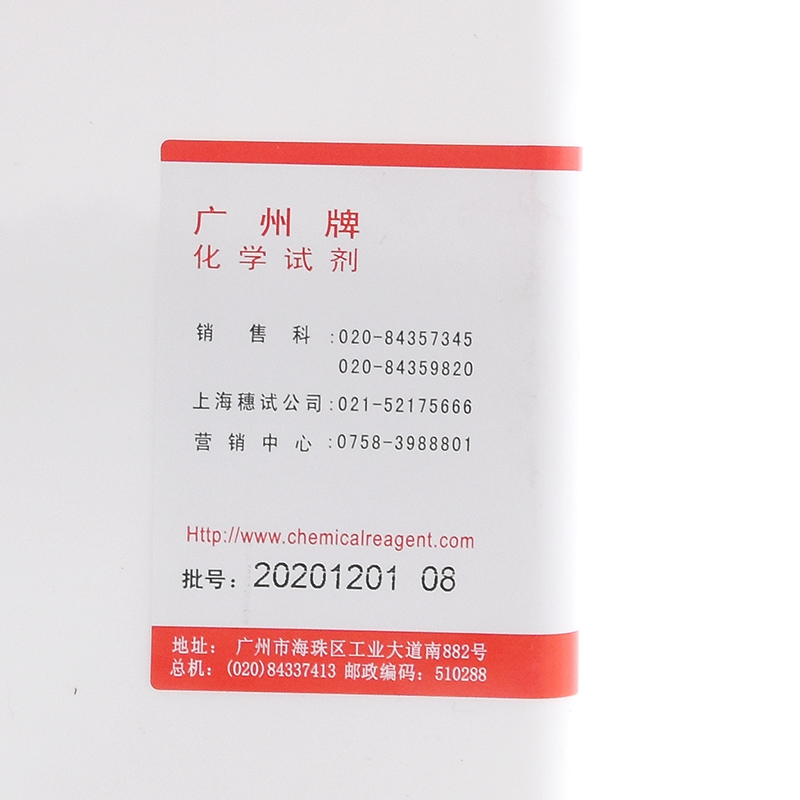 广州牌
化学试剂
销售科:020-84357345
020-84359820
上海穗试公司:021-52175666
营销中心:0758-3988801
Http://www.chemicalreagent.com
批号：20201201 08
地址： 广州市海珠区工业大道南882号
总机：(020)84337413 邮政编码：510288